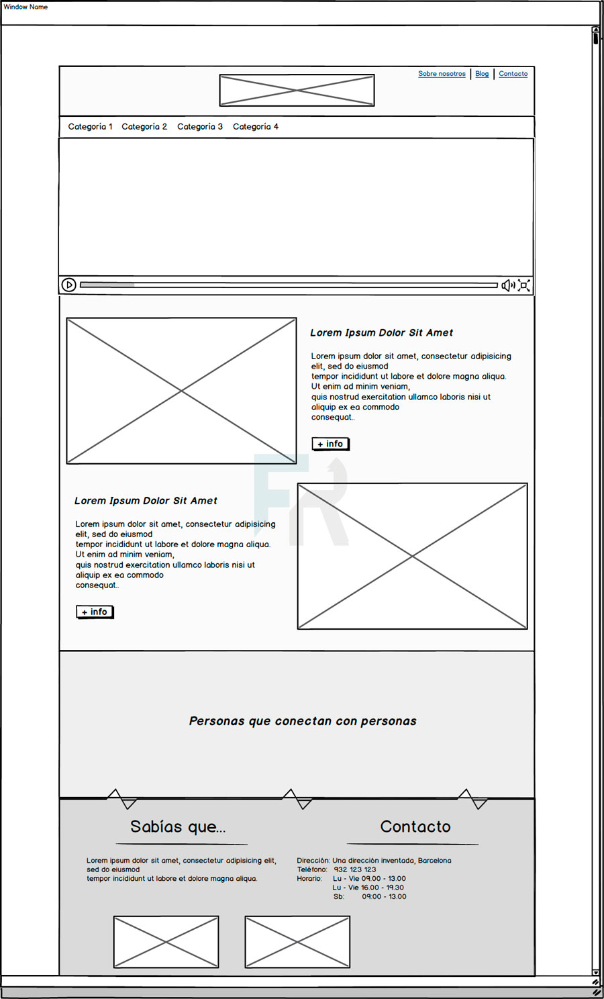 Window Name
Sobre nosotros | Blog | Contacto
Categoría 1 Categoría 2 Categoría 3 Categoría 4
Lorem Ipsum Dolor Sit Amet
Lorem ipsum dolor sit amet, consectetur adipisicing
elit, sed do eiusmod
tempor incididunt ut labore et dolore magna aliqua.
Ut enim ad minim veniam,
quis nostrud exercitation ullamco laboris nisi ut
aliquip ex ea commodo
consequat..
+ info
FR
Lorem Ipsum Dolor Sit Amet
Lorem ipsum dolor sit amet, consectetur adipisicing
elit, sed do eiusmod
tempor incididunt ut labore et dolore magna aliqua.
Ut enim ad minim veniam,
quis nostrud exercitation ullamco laboris nisi ut
aliquip ex ea commodo
consequat..
+ info
Personas que conectan con personas
Sabías que...
Lorem ipsum dolor sit amet, consectetur adipisicing elit,
sed do eiusmod
tempor incididunt ut labore et dolore magna aliqua.
Contacto
Dirección: Una dirección inventada, Barcelona
Teléfono: 932 123 123
Horario: Lu - Vie 09.00 - 13.00
Lu - Vie 16.00 - 19.30
Sb: 09:00 - 13.00